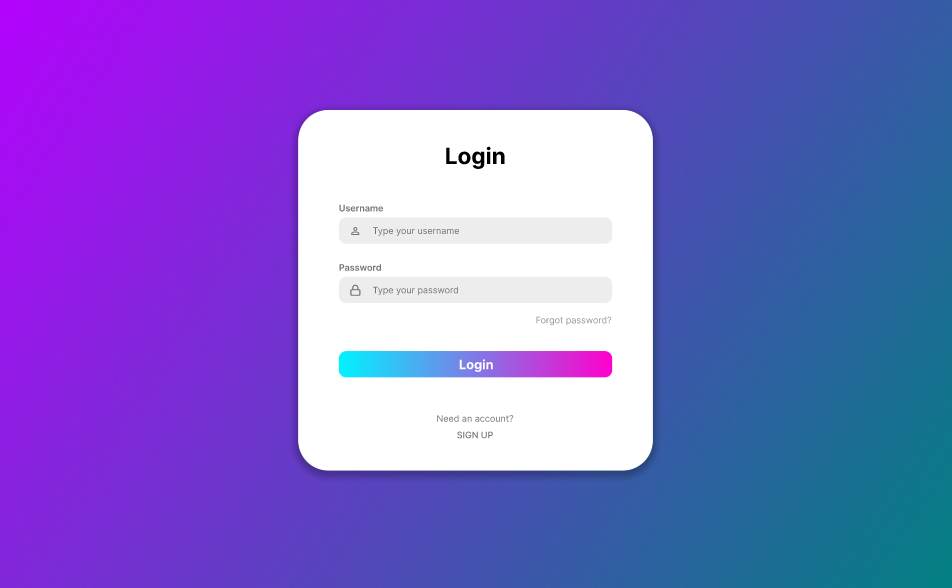 Login
Username
Type your username
Password
Type your password
Forgot password?
Login
Need an account?
SIGN UP